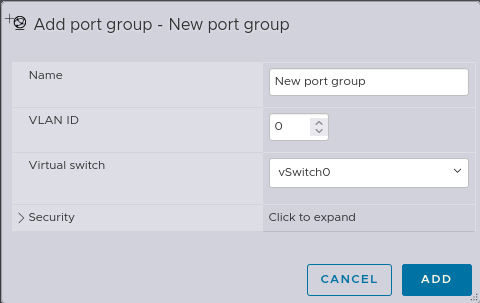 Add port group - New port group
Name
New port group
VLAN ID
0
Virtual switch
vSwitch0
Security
Click to expand
CANCEL
ADD